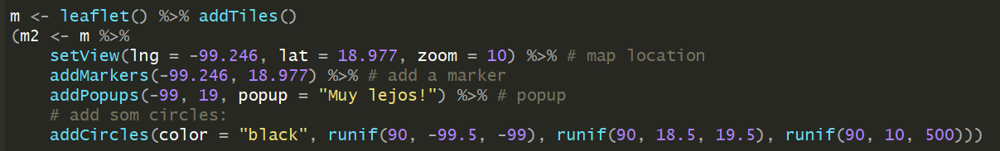 m <- leaflet() %>% addTiles()
(m2 <- m %>%
    setView(lng = -99.246, lat = 18.977, zoom = 10) %>% # map location
    addMarkers(-99.246, 18.977) %>% # add a marker
    addPopups(-99, 19, popup = "Muy lejos!") %>% # popup
    # add som circles:
    addCircles(color = "black", runif(90, -99.5, -99), runif(90, 18.5, 19.5), runif(90, 10, 500)))